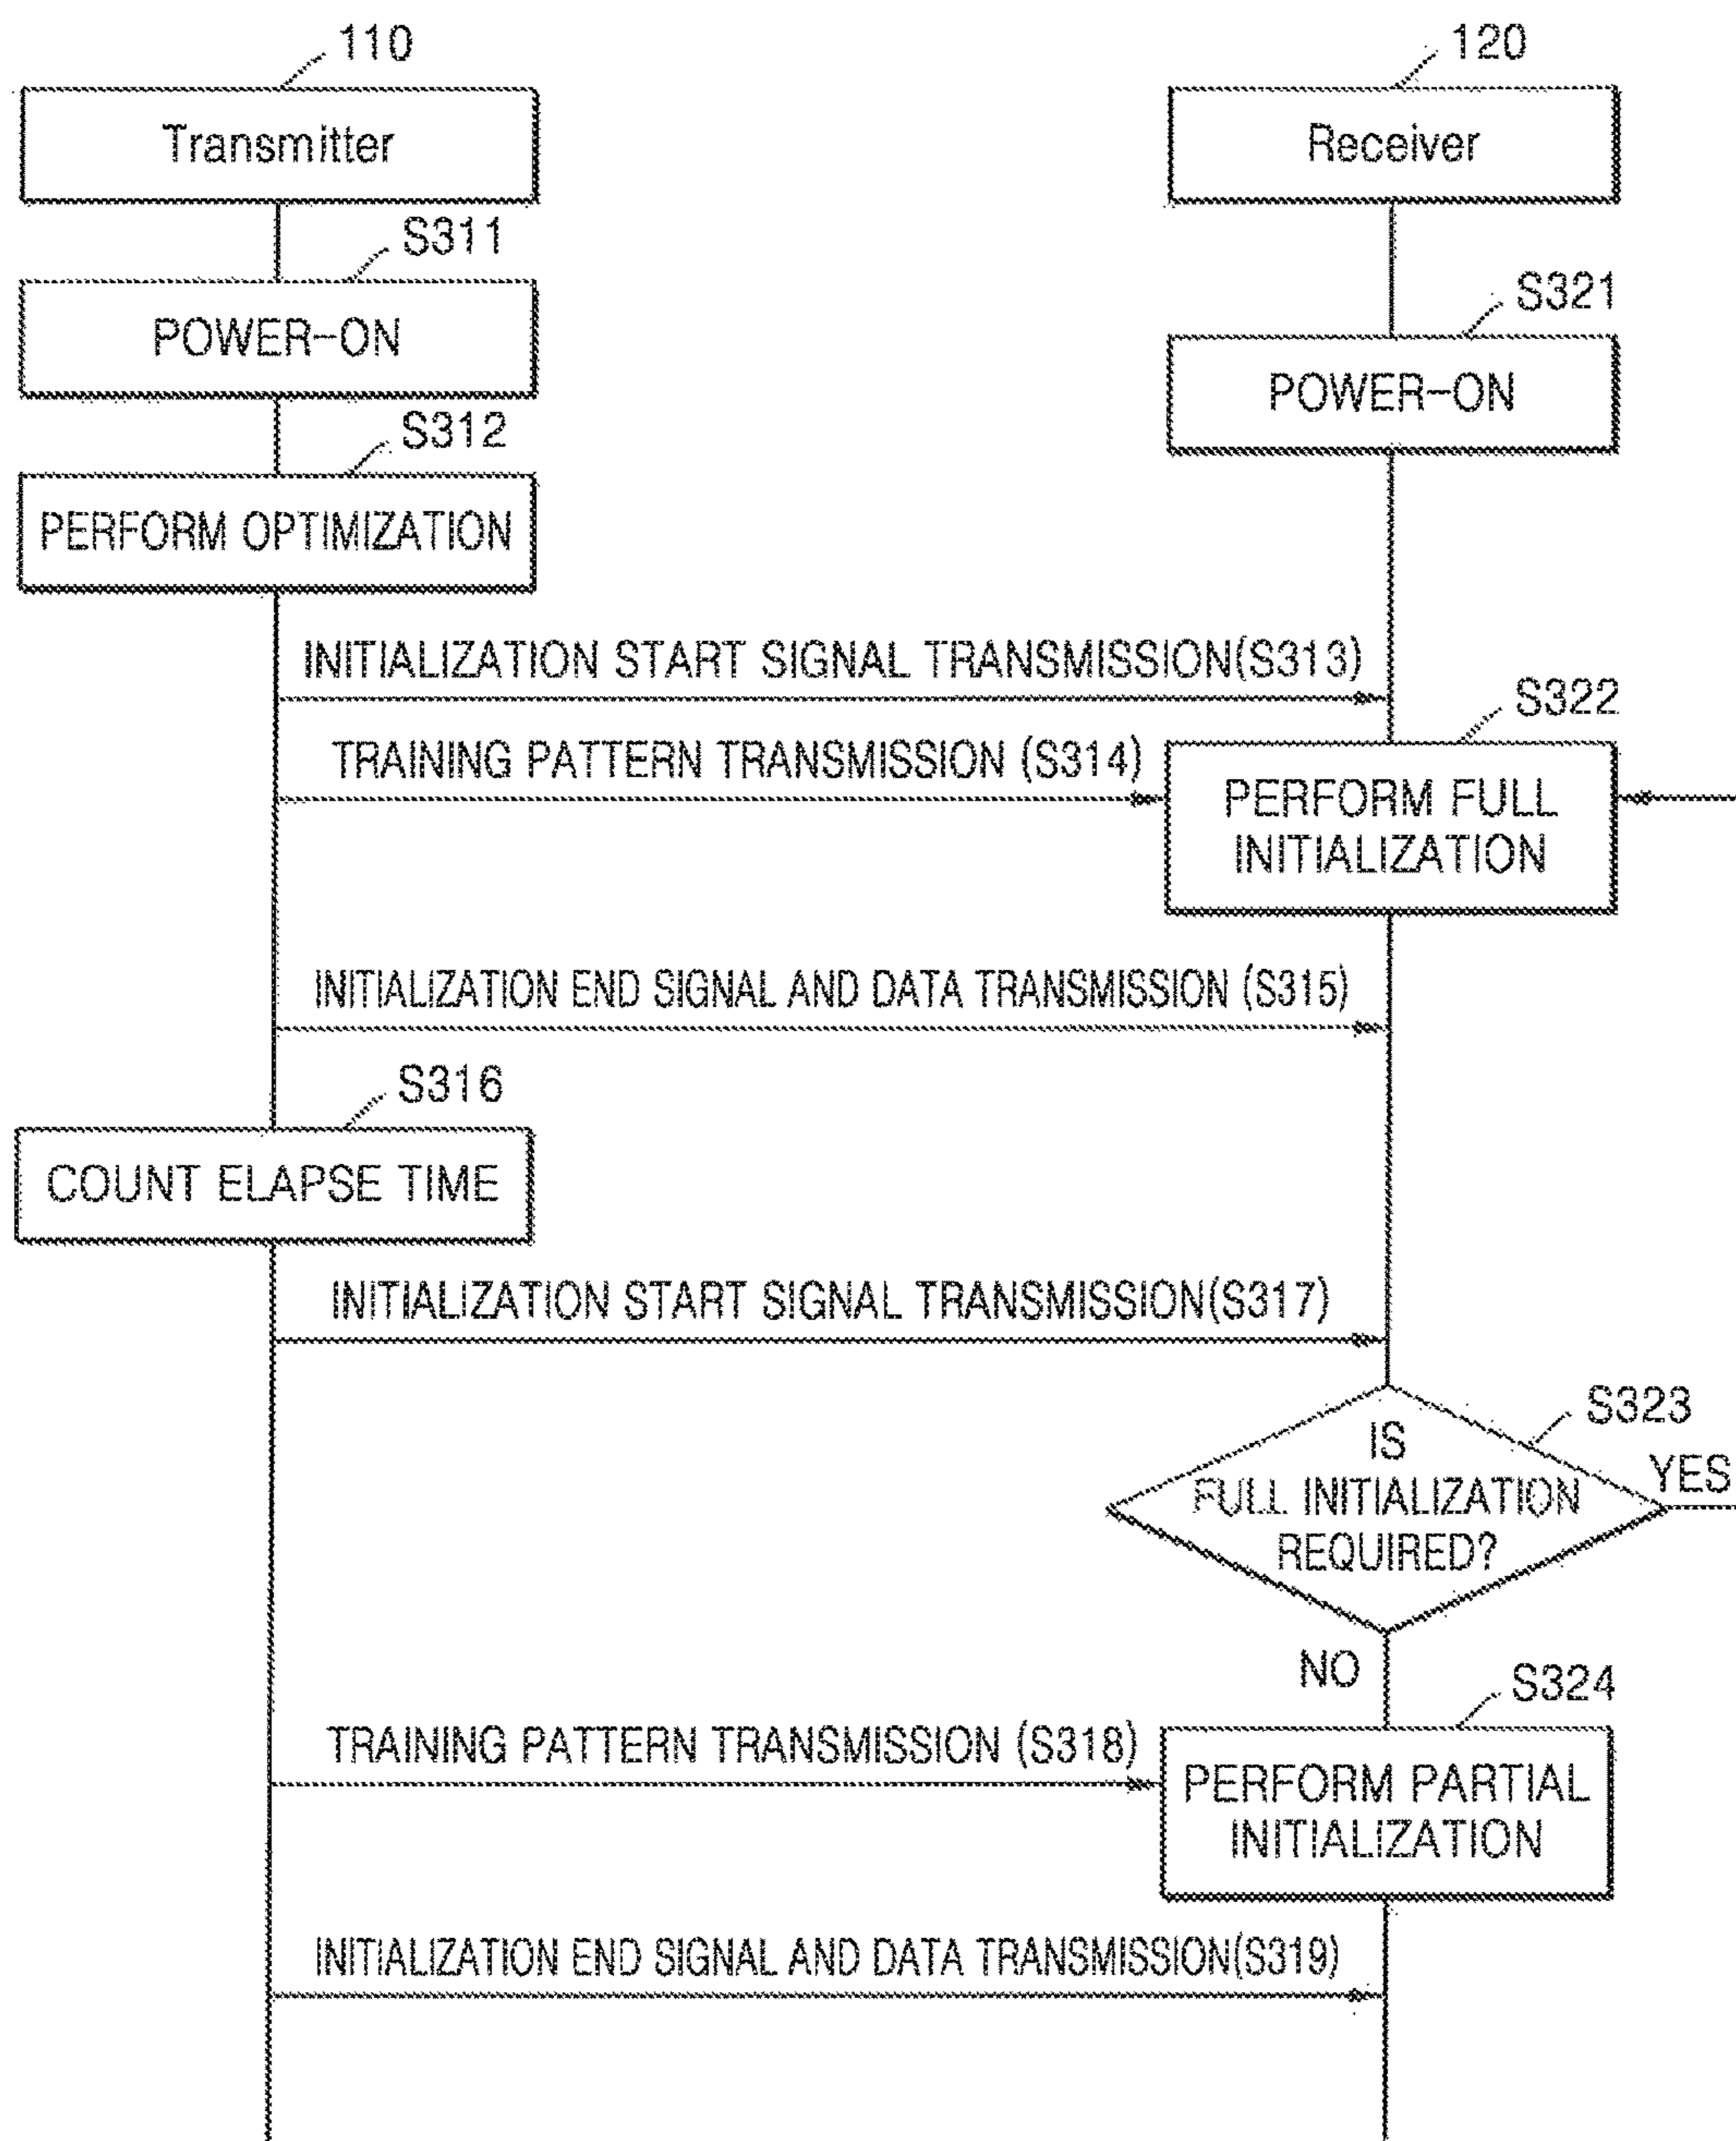 110
120
Transmitter
Receiver
S311
POWER-ON
S321
POWER-ON
S312
PERFORM OPTIMIZATION
INITIALIZATION START SIGNAL TRANSMISSION(S313)
S322
TRAINING PATTERN TRANSMISSION (S314)
PERFORM FULL
INITIALIZATION
INITIALIZATION END SIGNAL AND DATA TRANSMISSION (S315)
S316
COUNT ELAPSE TIME
INITIALIZATION START SIGNAL TRANSMISSION(S317)
S323
IS
FULL INITIALIZATION
REQUIRED?
YES
NO
S324
TRAINING PATTERN TRANSMISSION (S318)
PERFORM PARTIAL
INITIALIZATION
INITIALIZATION END SIGNAL AND DATA TRANSMISSION(S319)